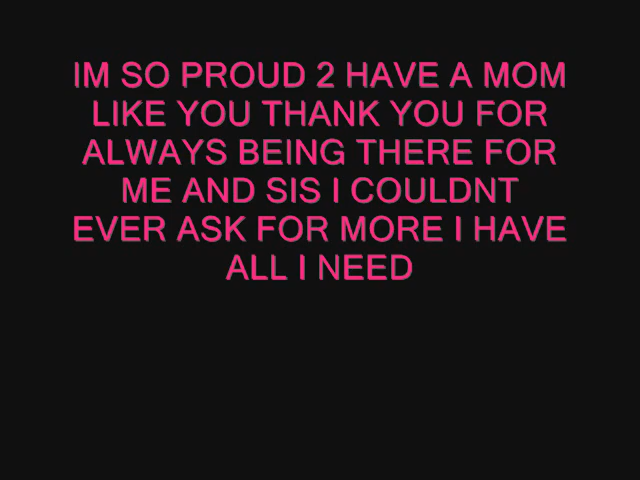 IM SO PROUD 2 HAVE A MOM
LIKE YOU THANK YOU FOR
ALWAYS BEING THERE FOR
ME AND SIS I COULDNT
EVER ASK FOR MORE I HAVE
ALL I NEED